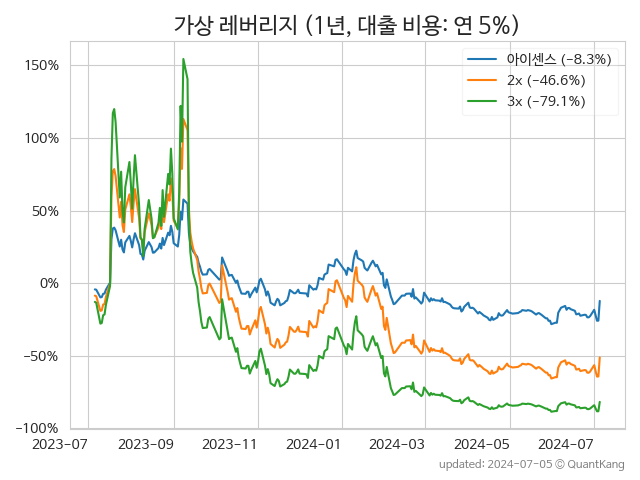 가상 레버리지 (1년, 대출 비용: 연 5%)
아이센스 (−8.3%)
2x (−46.6%)
3x (−79.1%)
150%
100%
50%
0%
−50%
−100%
2023-07 2023-09 2023-11 2024-01 2024-03 2024-05 2024-07
updated: 2024-07-05 © QuantKang